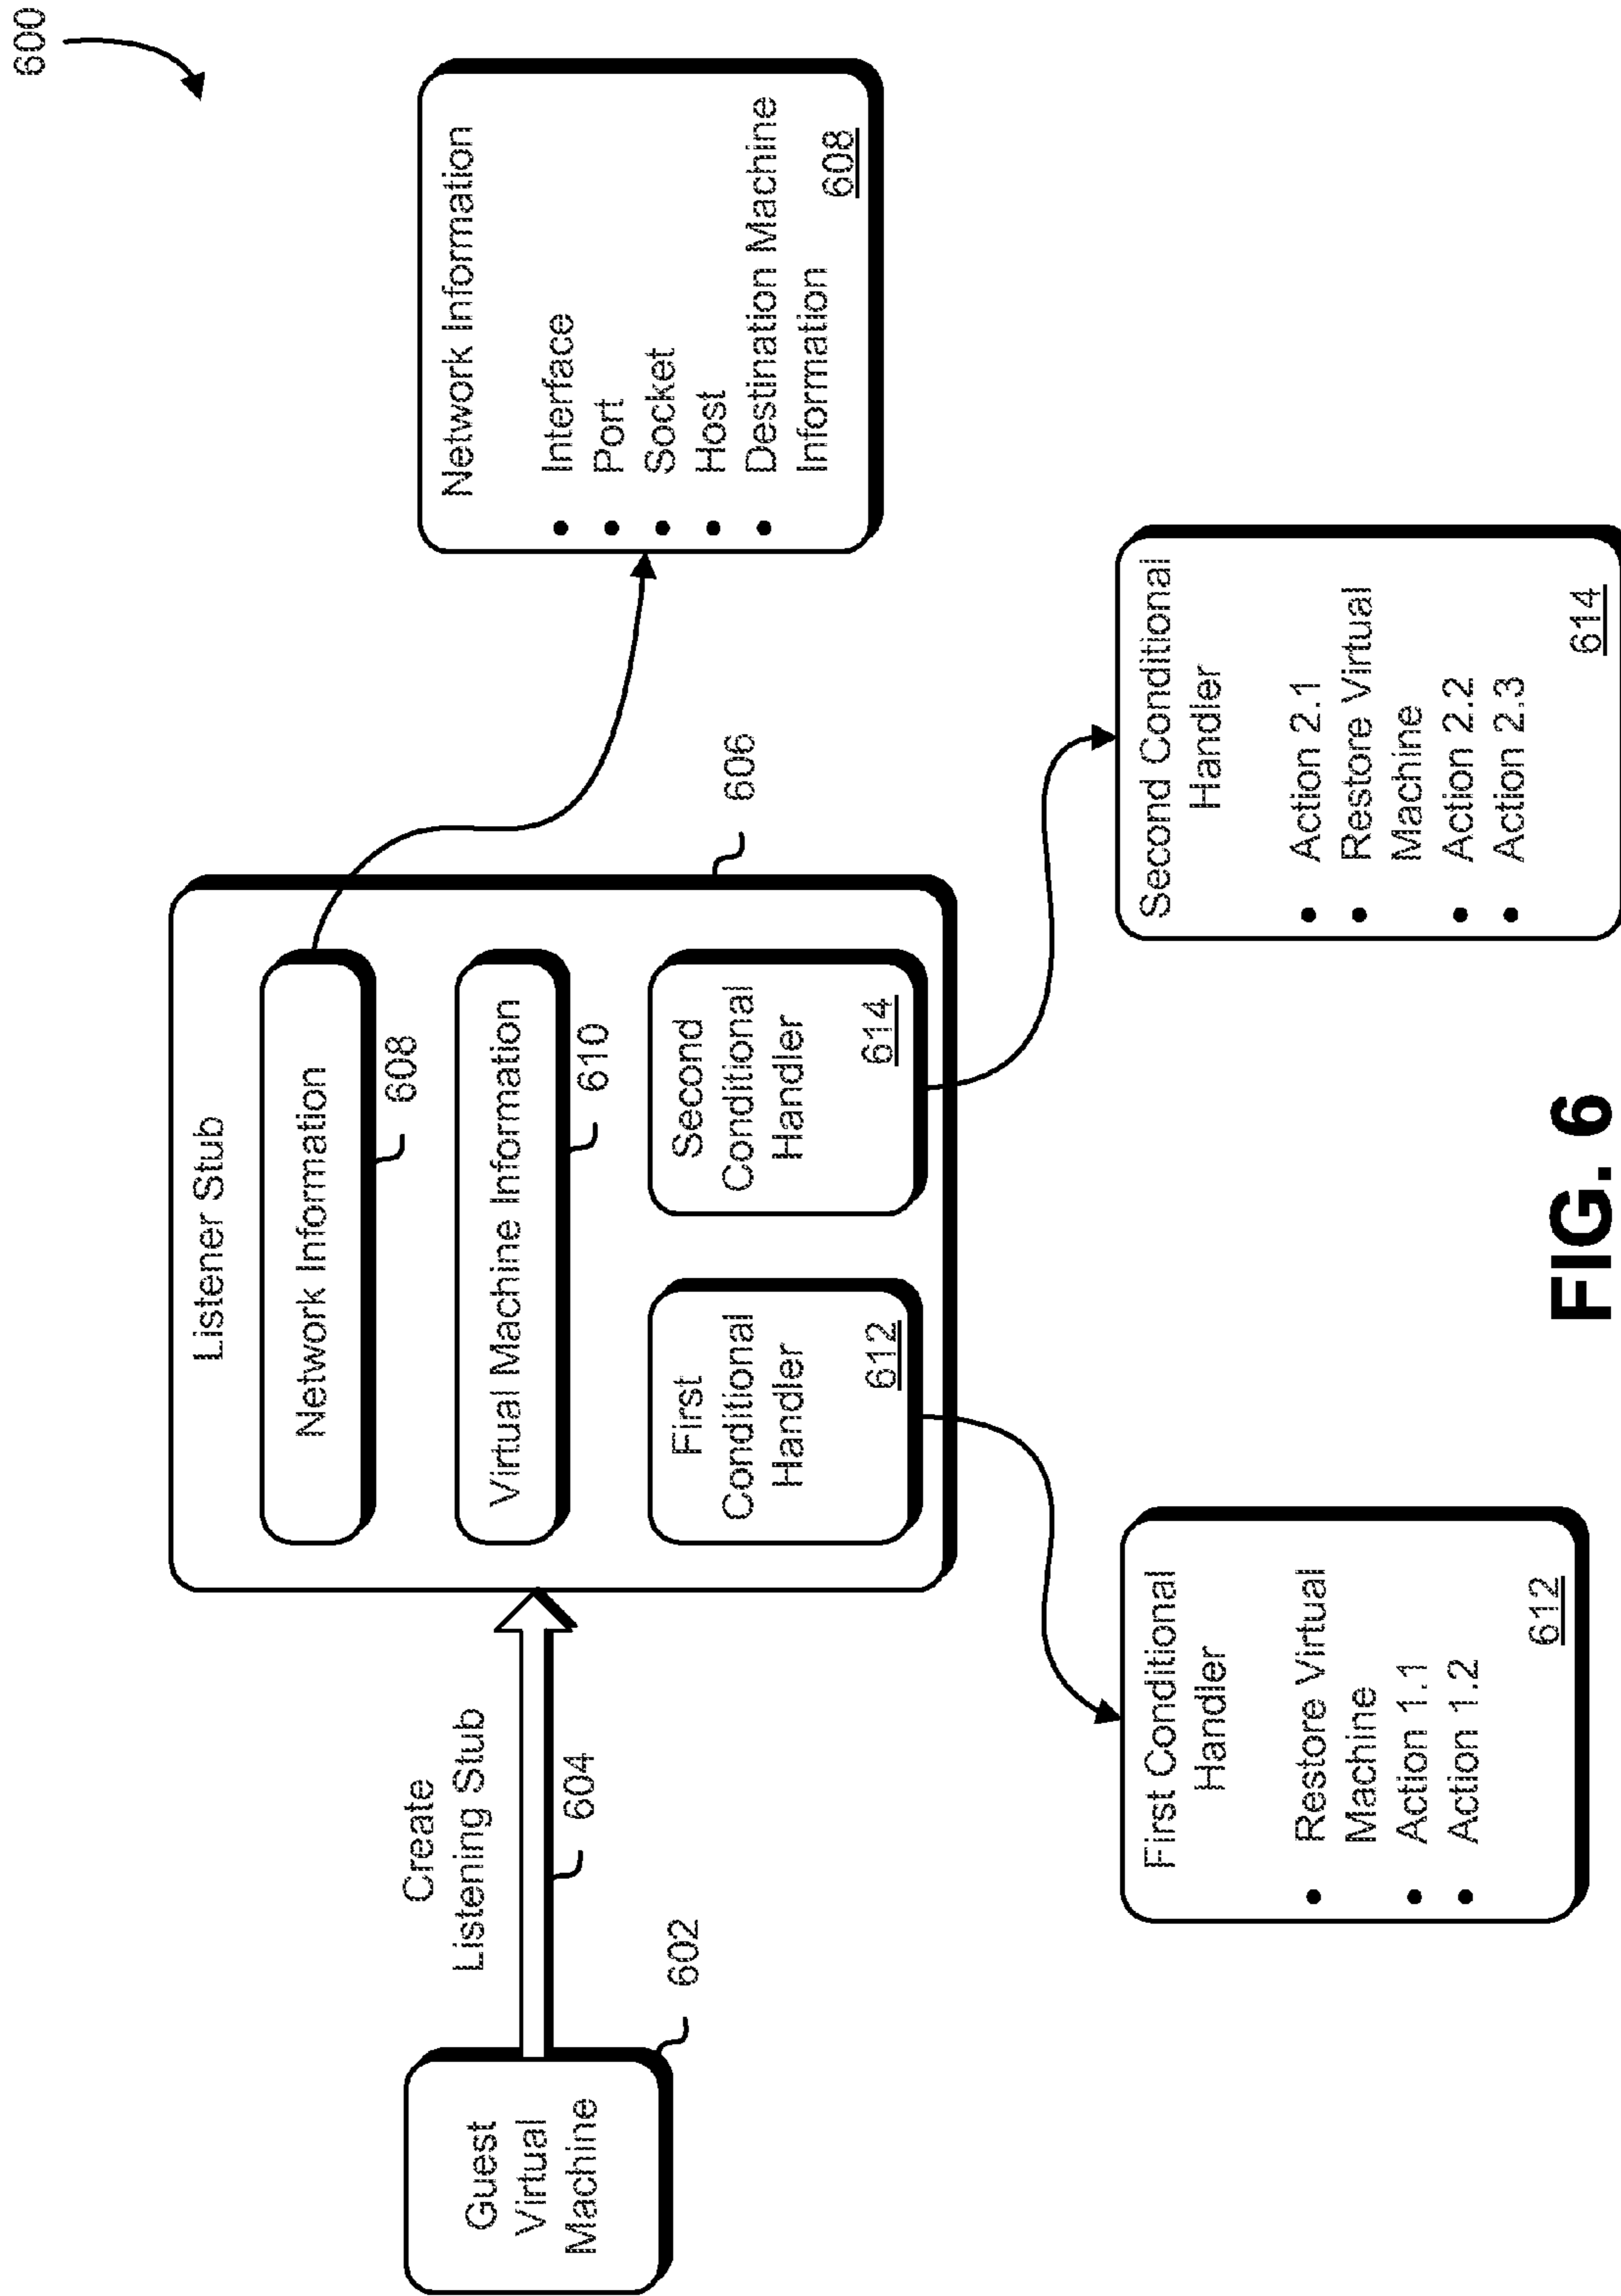 600
Guest
Virtual
Machine
602
Create
Listening Stub
604
Listener Stub
606
Network Information
608
Virtual Machine Information
610
First
Conditional
Handler
612
Second
Conditional
Handler
614
Network Information
• Interface
• Port
• Socket
• Host
• Destination Machine
Information
608
First Conditional
Handler
• Restore Virtual
Machine
• Action 1.1
• Action 1.2
612
Second Conditional
Handler
• Action 2.1
• Restore Virtual
Machine
• Action 2.2
• Action 2.3
614
FIG. 6